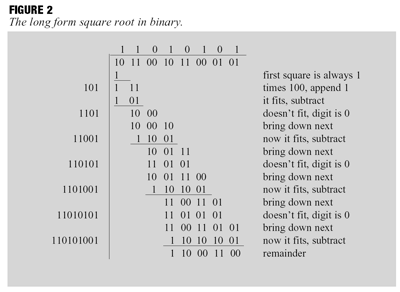 FIGURE 2
The long form square root in binary.
1 1 0 1 0 1 0 1
10 11 00 10 11 00 01 01
1 first square is always 1
101 1 11 times 100, append 1
1 01 it fits, subtract
1101 10 00 doesn't fit, digit is 0
10 00 10 bring down next
11001 1 10 01 now it fits, subtract
10 01 11 bring down next
110101 11 01 01 doesn't fit, digit is 0
10 01 11 00 bring down next
1101001 1 10 10 01 now it fits, subtract
11 00 11 01 bring down next
11010101 11 01 01 01 doesn't fit, digit is 0
11 00 11 01 01 bring down next
110101001 1 10 10 10 01 now it fits, subtract
1 10 00 11 00 remainder